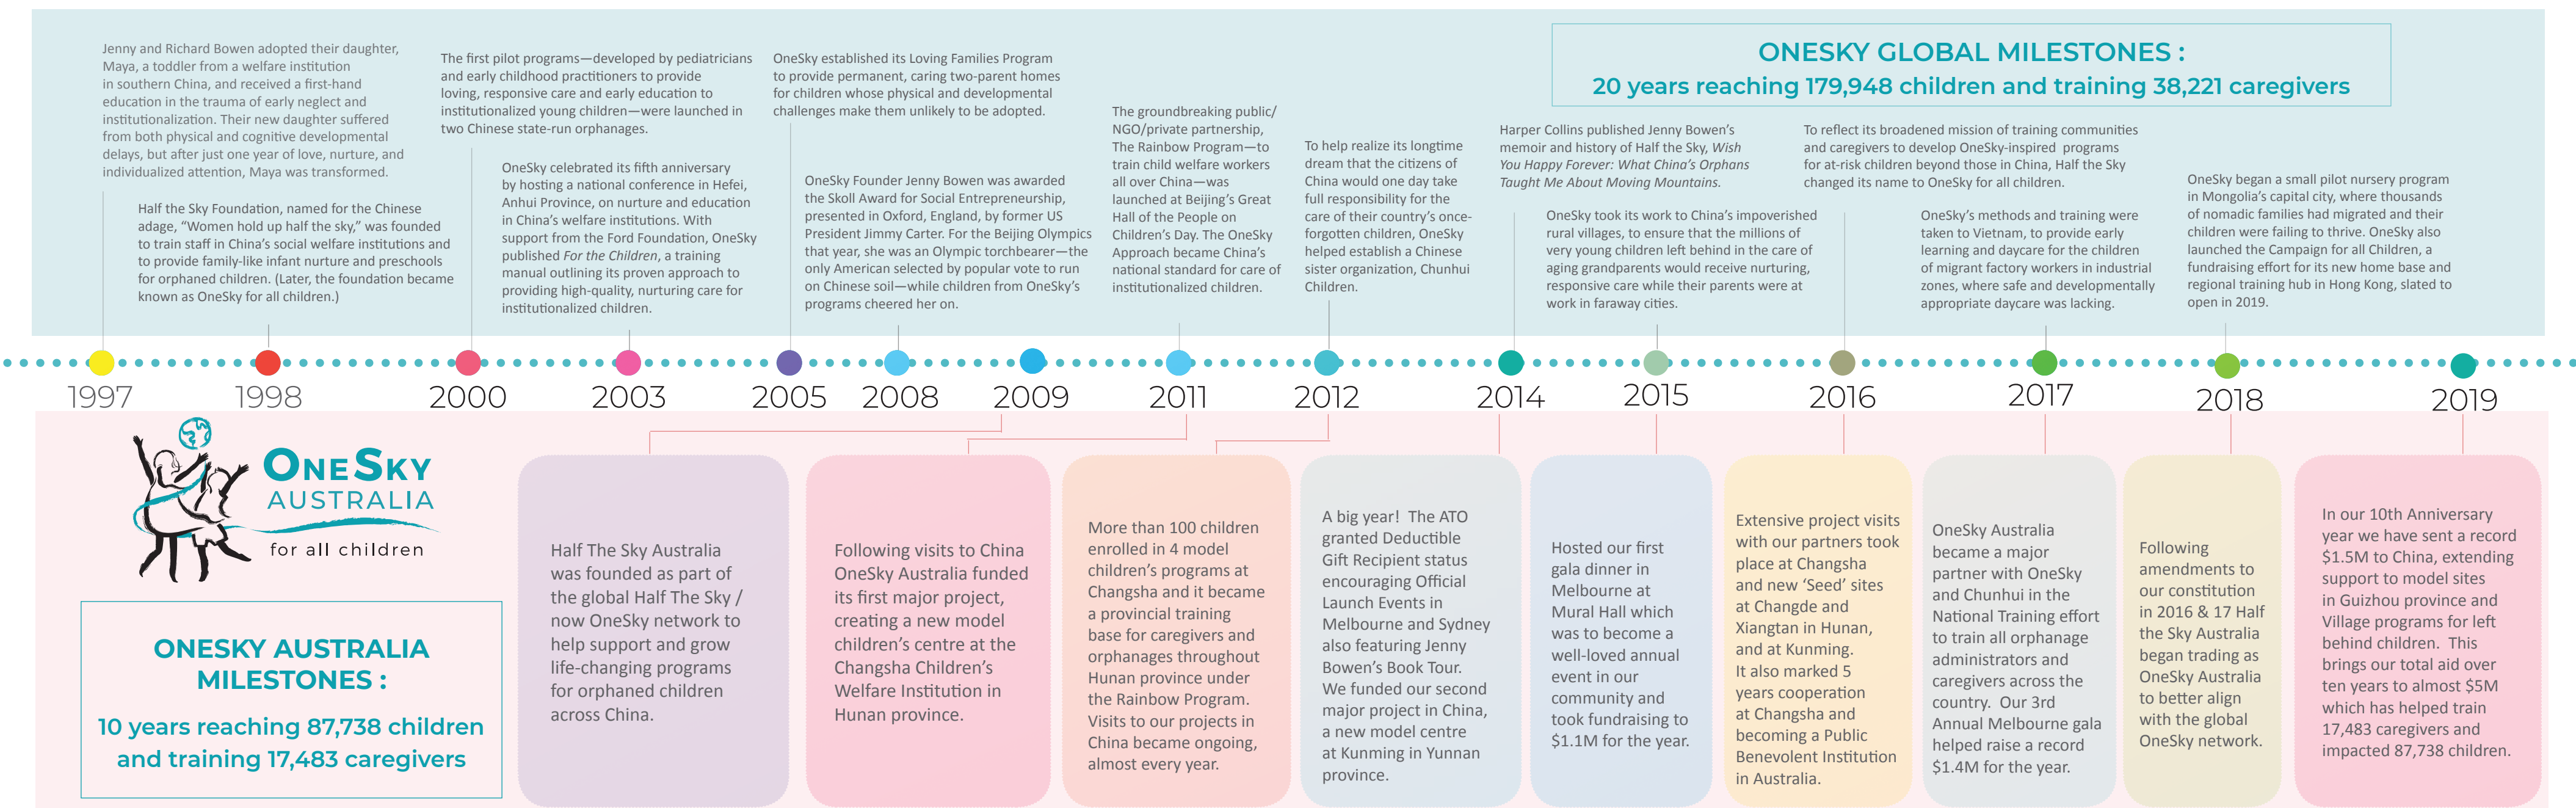 Jenny and Richard Bowen adopted their daughter,
Maya, a toddler from a welfare institution
in southern China, and received a first-hand
education in the trauma of early neglect and
institutionalization. Their new daughter suffered
from both physical and cognitive developmental
delays, but after just one year of love, nurture, and
individualized attention, Maya was transformed.
Half the Sky Foundation, named for the Chinese
adage, “Women hold up half the sky,” was founded
to train staff in China’s social welfare institutions and
to provide family-like infant nurture and preschools
for orphaned children. (Later, the foundation became
known as OneSky for all children.)
The first pilot programs—developed by pediatricians
and early childhood practitioners to provide
loving, responsive care and early education to
institutionalized young children—were launched in
two Chinese state-run orphanages.
OneSky celebrated its fifth anniversary
by hosting a national conference in Hefei,
Anhui Province, on nurture and education
in China’s welfare institutions. With
support from the Ford Foundation, OneSky
published For the Children, a training
manual outlining its proven approach to
providing high-quality, nurturing care for
institutionalized children.
OneSky established its Loving Families Program
to provide permanent, caring two-parent homes
for children whose physical and developmental
challenges make them unlikely to be adopted.
OneSky Founder Jenny Bowen was awarded
the Skoll Award for Social Entrepreneurship,
presented in Oxford, England, by former US
President Jimmy Carter. For the Beijing Olympics
that year, she was an Olympic torchbearer—the
only American selected by popular vote to run
on Chinese soil—while children from OneSky’s
programs cheered her on.
The groundbreaking public/
NGO/private partnership,
The Rainbow Program—to
train child welfare workers
all over China—was
launched at Beijing’s Great
Hall of the People on
Children’s Day. The OneSky
Approach became China’s
national standard for care of
institutionalized children.
To help realize its longtime
dream that the citizens of
China would one day take
full responsibility for the
care of their country’s once-
forgotten children, OneSky
helped establish a Chinese
sister organization, Chunhui
Children.
ONESKY GLOBAL MILESTONES :
20 years reaching 179,948 children and training 38,221 caregivers
Harper Collins published Jenny Bowen’s
memoir and history of Half the Sky, Wish
You Happy Forever: What China’s Orphans
Taught Me About Moving Mountains.
OneSky took its work to China’s impoverished
rural villages, to ensure that the millions of
very young children left behind in the care of
aging grandparents would receive nurturing,
responsive care while their parents were at
work in faraway cities.
To reflect its broadened mission of training communities
and caregivers to develop OneSky-inspired programs
for at-risk children beyond those in China, Half the Sky
changed its name to OneSky for all children.
OneSky’s methods and training were
taken to Vietnam, to provide early
learning and daycare for the children
of migrant factory workers in industrial
zones, where safe and developmentally
appropriate daycare was lacking.
OneSky began a small pilot nursery program
in Mongolia’s capital city, where thousands
of nomadic families had migrated and their
children were failing to thrive. OneSky also
launched the Campaign for all Children, a
fundraising effort for its new home base and
regional training hub in Hong Kong, slated to
open in 2019.
1997 1998 2000 2003 2005 2008 2009 2011 2012 2014 2015 2016 2017 2018 2019
ONESKY
AUSTRALIA
for all children
ONESKY AUSTRALIA
MILESTONES :
10 years reaching 87,738 children
and training 17,483 caregivers
Half The Sky Australia
was founded as part of
the global Half The Sky /
now OneSky network to
help support and grow
life-changing programs
for orphaned children
across China.
Following visits to China
OneSky Australia funded
its first major project,
creating a new model
children’s centre at the
Changsha Children’s
Welfare Institution in
Hunan province.
More than 100 children
enrolled in 4 model
children’s programs at
Changsha and it became
a provincial training
base for caregivers and
orphanages throughout
Hunan province under
the Rainbow Program.
Visits to our projects in
China became ongoing,
almost every year.
A big year! The ATO
granted Deductible
Gift Recipient status
encouraging Official
Launch Events in
Melbourne and Sydney
also featuring Jenny
Bowen’s Book Tour.
We funded our second
major project in China,
a new model centre
at Kunming in Yunnan
province.
Hosted our first
gala dinner in
Melbourne at
Mural Hall which
was to become a
well-loved annual
event in our
community and
took fundraising to
$1.1M for the year.
Extensive project visits
with our partners took
place at Changsha
and new ‘Seed’ sites
at Changde and
Xiangtan in Hunan,
and at Kunming.
It also marked 5
years cooperation
at Changsha and
becoming a Public
Benevolent Institution
in Australia.
OneSky Australia
became a major
partner with OneSky
and Chunhui in the
National Training effort
to train all orphanage
administrators and
caregivers across the
country. Our 3rd
Annual Melbourne gala
helped raise a record
$1.4M for the year.
Following
amendments to
our constitution
in 2016 & 17 Half
the Sky Australia
began trading as
OneSky Australia
to better align
with the global
OneSky network.
In our 10th Anniversary
year we have sent a record
$1.5M to China, extending
support to model sites
in Guizhou province and
Village programs for left
behind children. This
brings our total aid over
ten years to almost $5M
which has helped train
17,483 caregivers and
impacted 87,738 children.